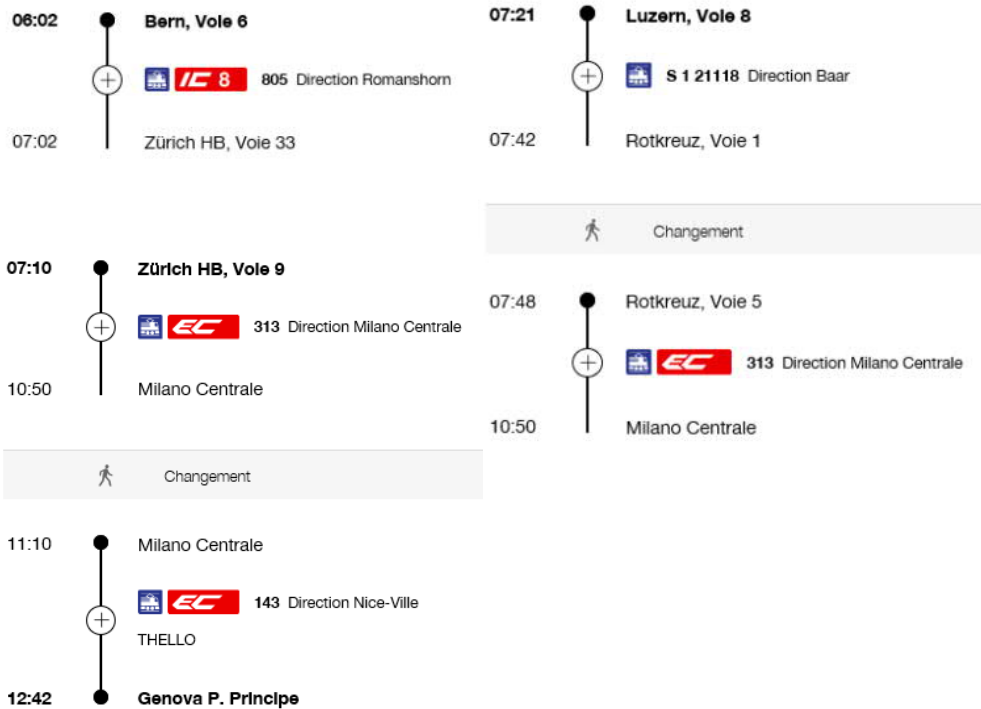 06:02 Bern, Voie 6
IC 8 805 Direction Romanshorn
07:02 Zürich HB, Voie 33
07:10 Zürich HB, Voie 9
EC 313 Direction Milano Centrale
10:50 Milano Centrale
Changement
11:10 Milano Centrale
EC 143 Direction Nice-Ville
THELLO
12:42 Genova P. Principe
07:21 Luzern, Voie 8
S 1 21118 Direction Baar
07:42 Rotkreuz, Voie 1
Changement
07:48 Rotkreuz, Voie 5
EC 313 Direction Milano Centrale
10:50 Milano Centrale